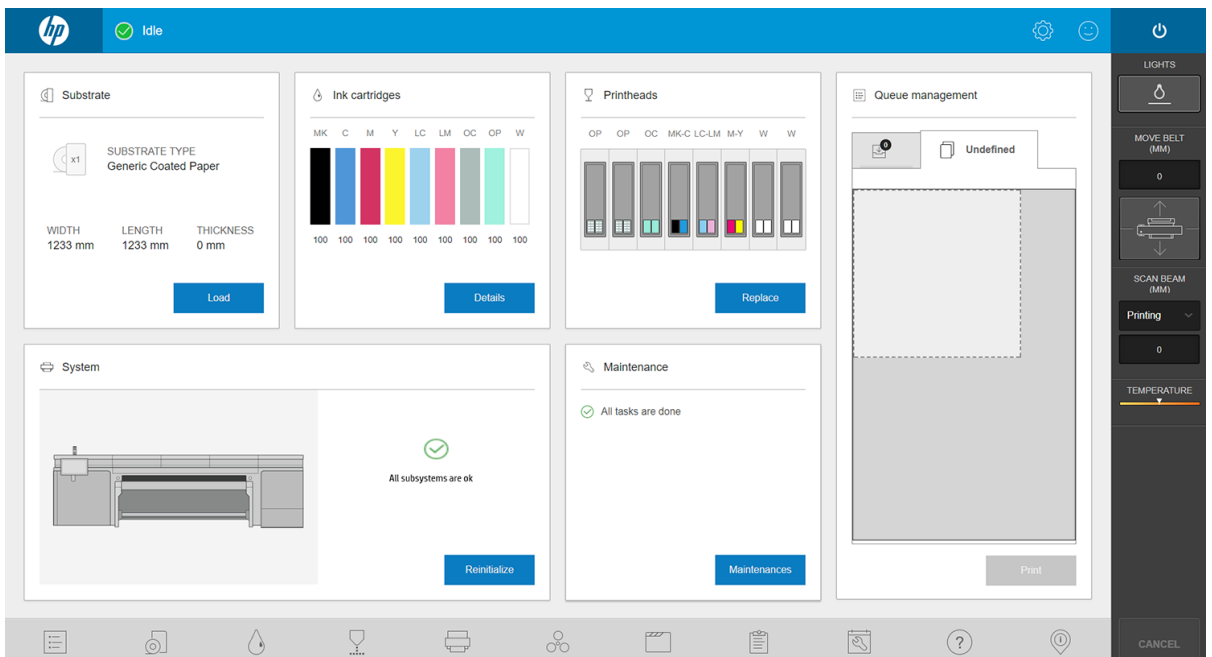 hp
Idle
Substrate
x1
SUBSTRATE TYPE
Generic Coated Paper
WIDTH
LENGTH
THICKNESS
1233 mm
1233 mm
0 mm
Load
Ink cartridges
MK C M Y LC LM OC OP W
100 100 100 100 100 100 100 100 100
Details
Printheads
OP OP OC MK-C LC-LM M-Y W W
Replace
Queue management
0
Undefined
Print
System
All subsystems are ok
Reinitialize
Maintenance
All tasks are done
Maintenances
LIGHTS
MOVE BELT
(MM)
0
SCAN BEAM
(MM)
Printing
0
TEMPERATURE
CANCEL
?